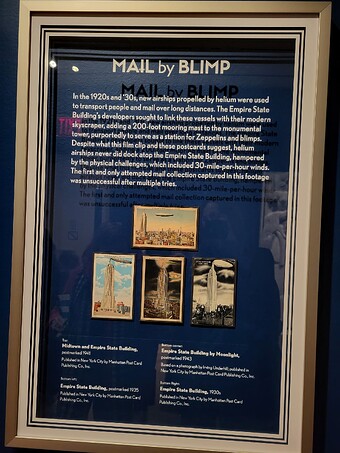 MAIL by BLIMP
In the 1920s and '30s, new airships propelled by helium were used
to transport people and mail over long distances. The Empire State
Building's developers sought to link these vessels with their modern
skyscraper, adding a 200-foot mooring mast to the monumental
tower, purportedly to serve as a station for Zeppelins and blimps.
Despite what this film clip and these postcards suggest, helium
airships never did dock atop the Empire State Building, hampered
by the physical challenges, which included 30-mile-per-hour winds.
The first and only attempted mail collection captured in this footage
was unsuccessful after multiple tries.
Top:
Midtown and Empire State Building,
postmarked 1941
Published in New York City by Manhattan Post Card
Publishing Co., Inc.
Bottom left:
Empire State Building, postmarked 1935
Published in New York City by Manhattan Post Card
Publishing Co., Inc.
Bottom center:
Empire State Building by Moonlight,
postmarked 1943
Based on a photograph by Irving Underhill, published in
New York City by Manhattan Post Card Publishing Co., Inc.
Bottom right:
Empire State Building, 1930s
Published in New York City by Manhattan Post Card
Publishing Co., Inc.